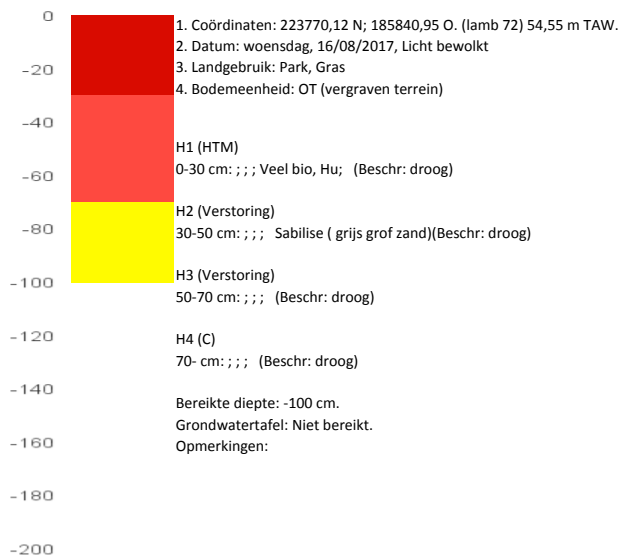 0
-20
-40
-60
-80
-100
-120
-140
-160
-180
-200
1. Coördinaten: 223770,12 N; 185840,95 O. (lamb 72) 54,55 m TAW.
2. Datum: woensdag, 16/08/2017, Licht bewolkt
3. Landgebruik: Park, Gras
4. Bodemeenheid: OT (vergraven terrein)
H1 (HTM)
0-30 cm: ; ; ; Veel bio, Hu; (Beschr: droog)
H2 (Verstoring)
30-50 cm: ; ; ; Sabilise ( grijs grof zand)(Beschr: droog)
H3 (Verstoring)
50-70 cm: ; ; ; (Beschr: droog)
H4 (C)
70- cm: ; ; ; (Beschr: droog)
Bereikte diepte: -100 cm.
Grondwatertafel: Niet bereikt.
Opmerkingen: